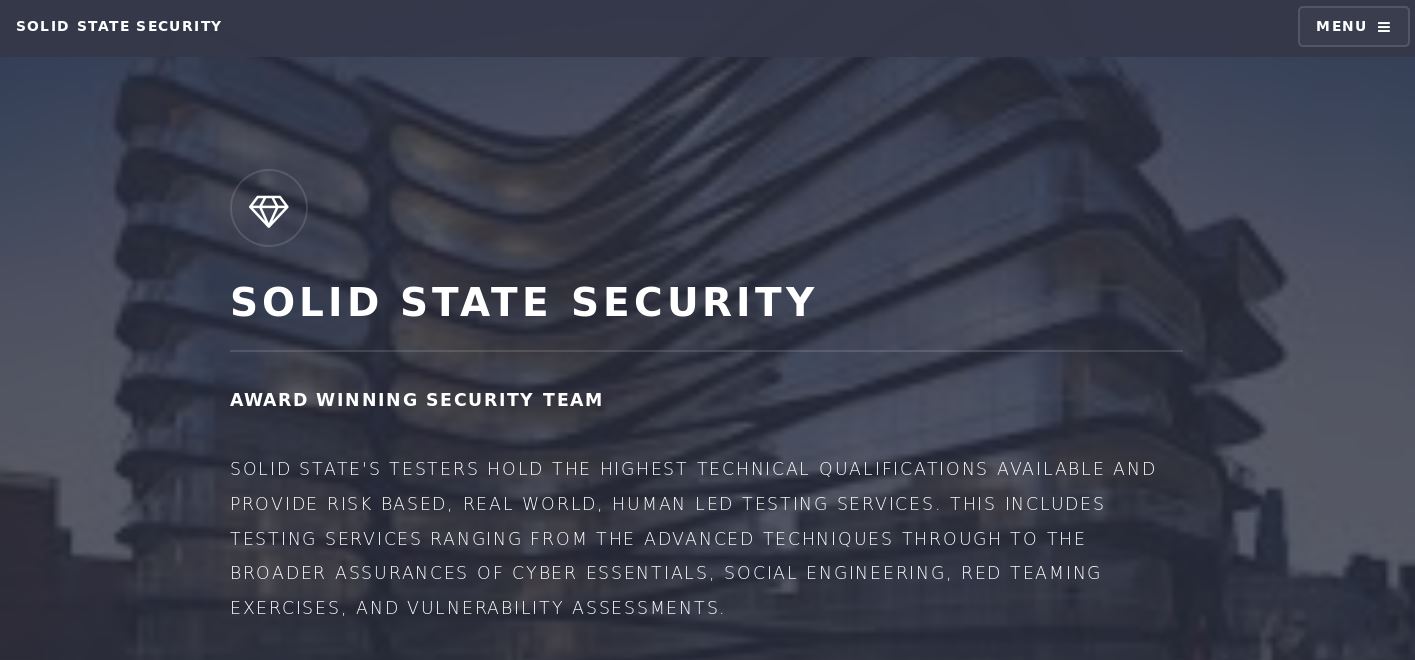 SOLID STATE SECURITY
MENU
SOLID STATE SECURITY
AWARD WINNING SECURITY TEAM
SOLID STATE'S TESTERS HOLD THE HIGHEST TECHNICAL QUALIFICATIONS AVAILABLE AND
PROVIDE RISK BASED, REAL WORLD, HUMAN LED TESTING SERVICES. THIS INCLUDES
TESTING SERVICES RANGING FROM THE ADVANCED TECHNIQUES THROUGH TO THE
BROADER ASSURANCES OF CYBER ESSENTIALS, SOCIAL ENGINEERING, RED TEAMING
EXERCISES, AND VULNERABILITY ASSESSMENTS.